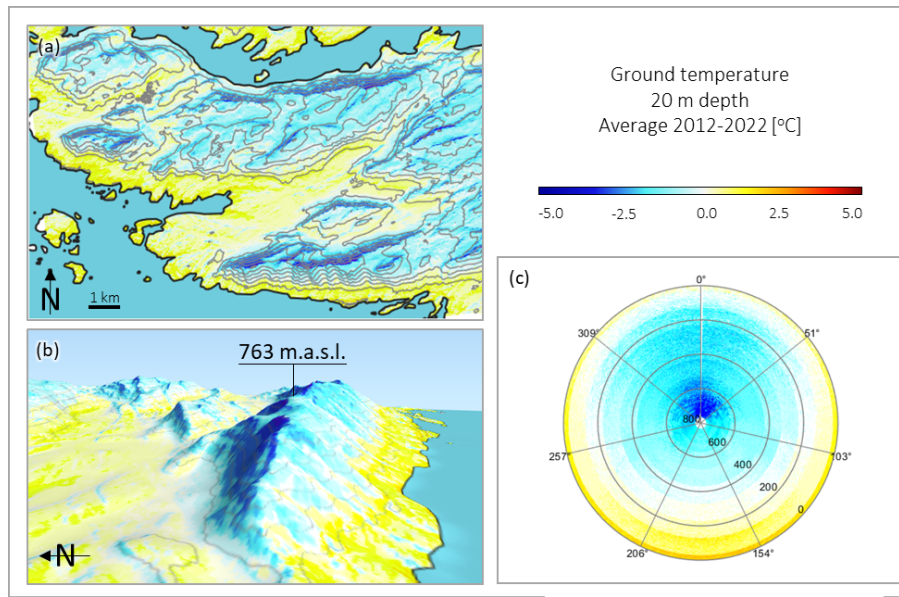 (a)
N
1 km
Ground temperature
20 m depth
Average 2012-2022 [°C]
-5.0 -2.5 0.0 2.5 5.0
(b)
763 m.a.s.l.
N
(c)
0°
309° 51°
800
600
257° 103°
400
200
0
206° 154°